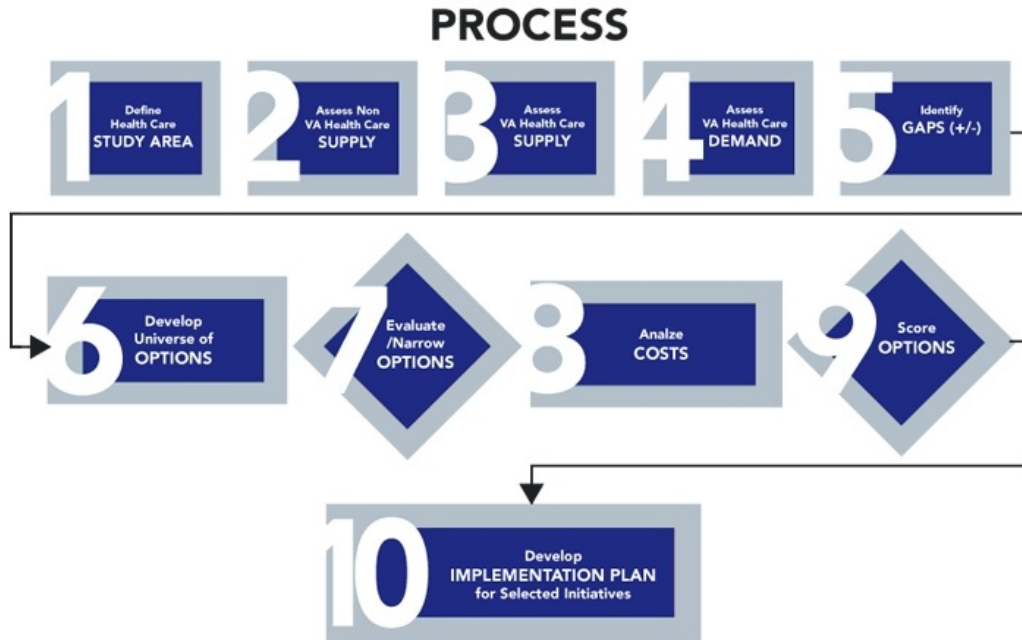 PROCESS
1
Define
Health Care
STUDY AREA
2
Assess Non
VA Health Care
SUPPLY
3
Assess
VA Health Care
SUPPLY
4
Assess
VA Health Care
DEMAND
5
Identify
GAPS (+/-)
6
Develop
Universe of
OPTIONS
7
Evaluate
/Narrow
OPTIONS
8
Analze
COSTS
9
Score
OPTIONS
10
Develop
IMPLEMENTATION PLAN
for Selected Initiatives